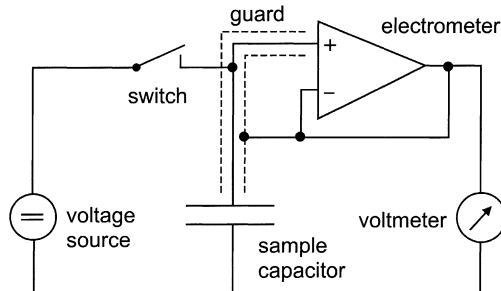 guard
electrometer
+
switch
−
voltage
source
sample
capacitor
voltmeter